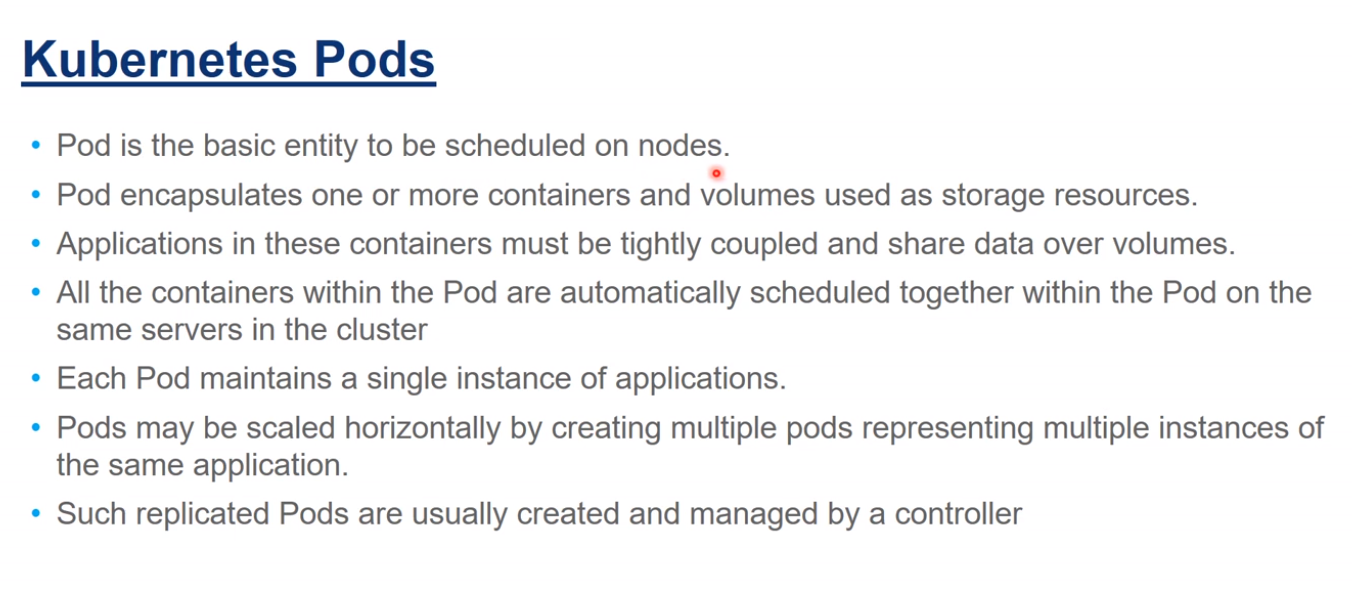 Kubernetes Pods
• Pod is the basic entity to be scheduled on nodes.
• Pod encapsulates one or more containers and volumes used as storage resources.
• Applications in these containers must be tightly coupled and share data over volumes.
• All the containers within the Pod are automatically scheduled together within the Pod on the
same servers in the cluster
• Each Pod maintains a single instance of applications.
• Pods may be scaled horizontally by creating multiple pods representing multiple instances of
the same application.
• Such replicated Pods are usually created and managed by a controller